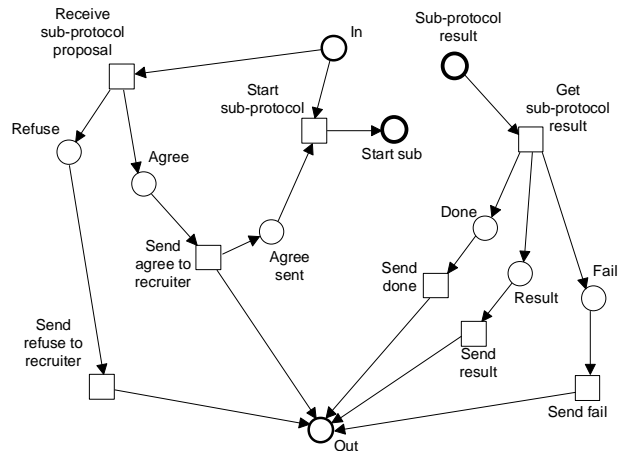 Receive
sub-protocol
proposal
In
Sub-protocol
result
Start
sub-protocol
Get
sub-protocol
result
Refuse
Agree
Start sub
Done
Send
agree to
recruiter
Agree
sent
Send
done
Result
Fail
Send
refuse to
recruiter
Send
result
Send fail
Out